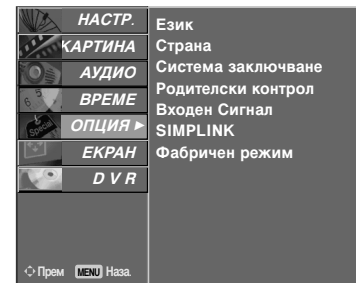 НАСТР.
КАРТИНА
АУДИО
ВРЕМЕ
ОПЦИЯ ►
ЕКРАН
D V R
Прем MENU Наза.
Език
Страна
Система заключване
Родителски контрол
Входен Сигнал
SIMPLINK
Фабричен режим